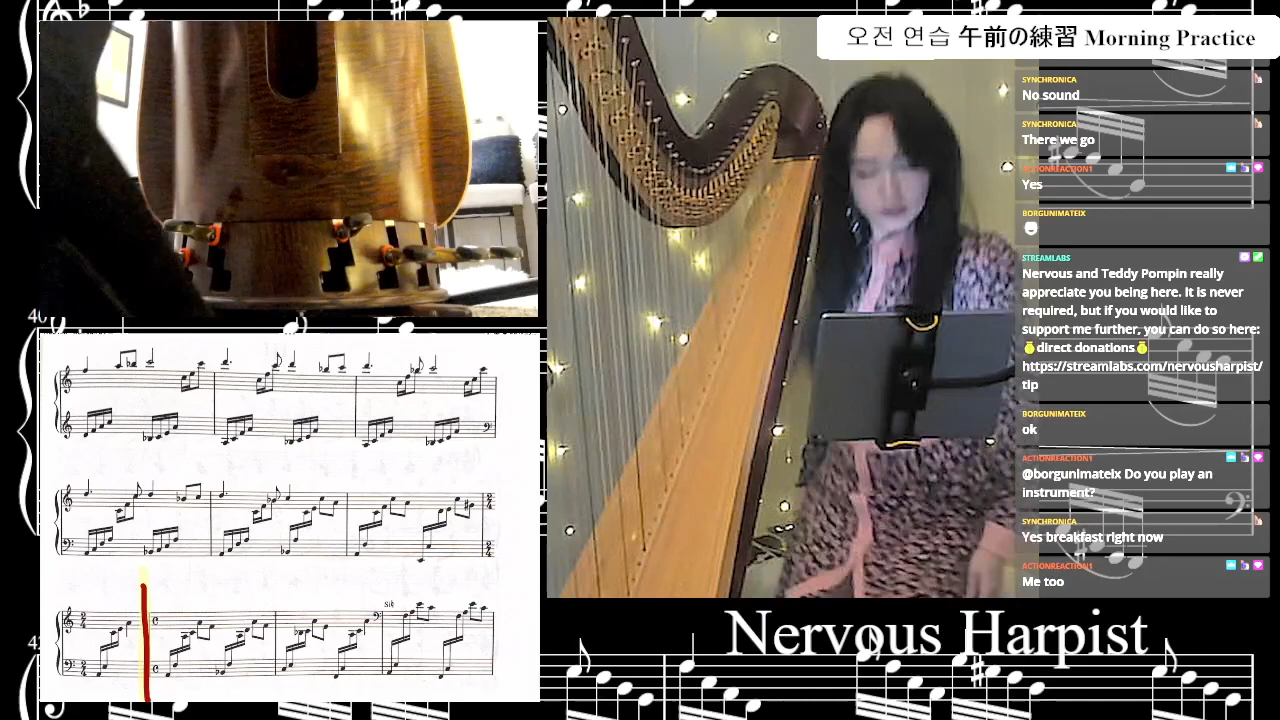 오전 연습 午前の練習 Morning Practice
SYNCHRONICA
No sound
SYNCHRONICA
There we go
ACTIONREACTION1
Yes
BORGUNIMATEIX
STREAMLABS
Nervous and Teddy Pompin really
appreciate you being here. It is never
required, but if you would like to
support me further, you can do so here:
💰direct donations💰
https://streamlabs.com/nervousharpist/
tip
BORGUNIMATEIX
ok
ACTIONREACTION1
@borgunimateix Do you play an
instrument?
SYNCHRONICA
Yes breakfast right now
ACTIONREACTION1
Me too
Nervous Harpist